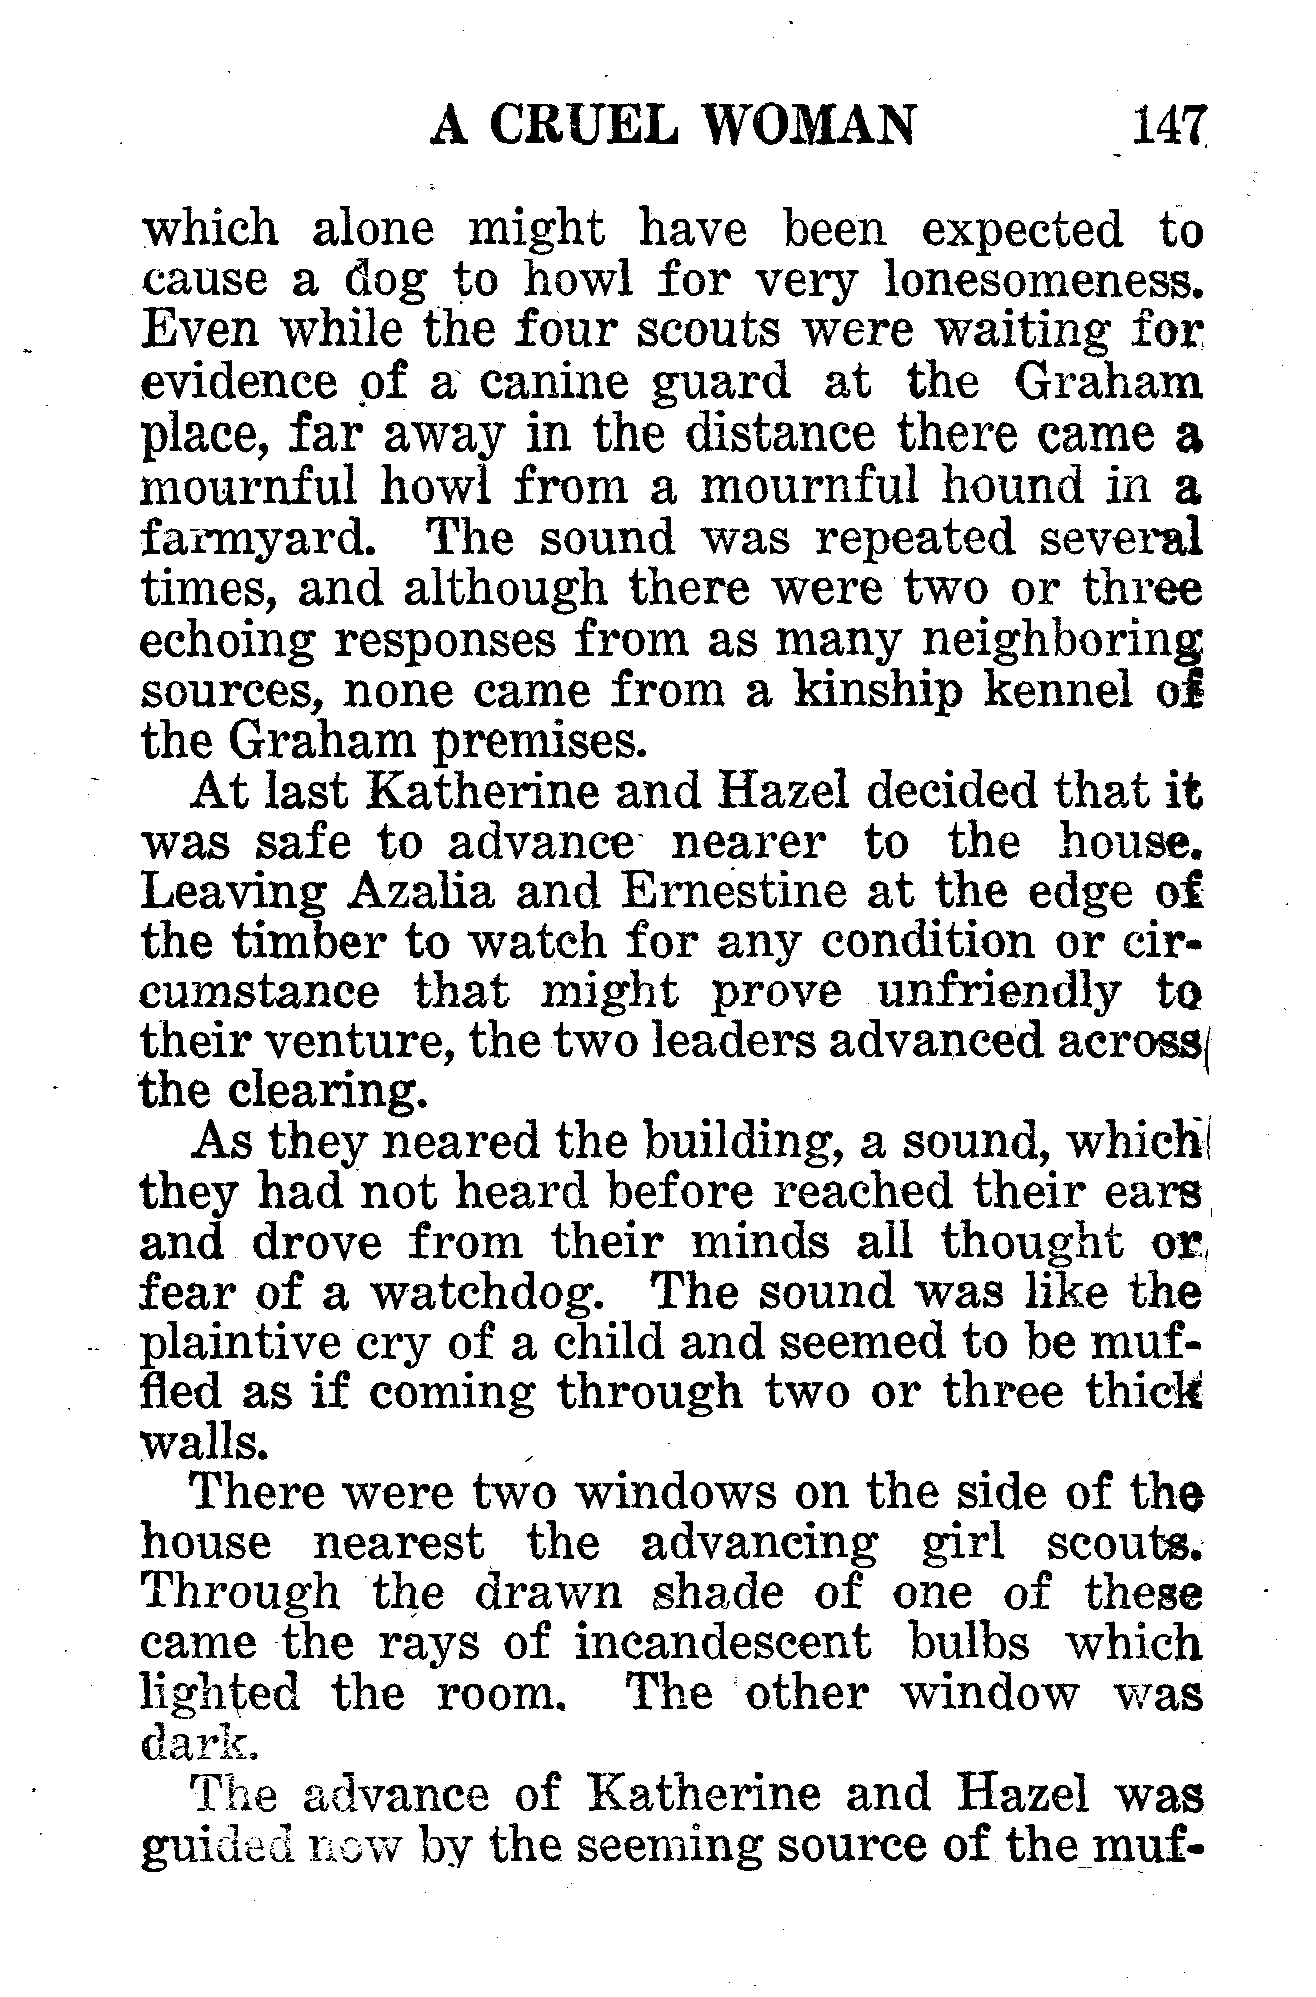 A CRUEL WOMAN 147
which alone might have been expected to
cause a dog to howl for very lonesomeness.
Even while the four scouts were waiting for
evidence of a canine guard at the Graham
place, far away in the distance there came a
mournful howl from a mournful hound in a
farmyard. The sound was repeated several
times, and although there were two or three
echoing responses from as many neighboring
sources, none came from a kinship kennel of
the Graham premises.
At last Katherine and Hazel decided that it
was safe to advance nearer to the house.
Leaving Azalia and Ernestine at the edge of
the timber to watch for any condition or cir-
cumstance that might prove unfriendly to
their venture, the two leaders advanced across
the clearing.
As they neared the building, a sound, which
they had not heard before reached their ears
and drove from their minds all thought or
fear of a watchdog. The sound was like the
plaintive cry of a child and seemed to be muf-
fled as if coming through two or three thick
walls.
There were two windows on the side of the
house nearest the advancing girl scouts.
Through the drawn shade of one of these
came the rays of incandescent bulbs which
lighted the room. The other window was
dark.
The advance of Katherine and Hazel was
guided now by the seeming source of the muf-